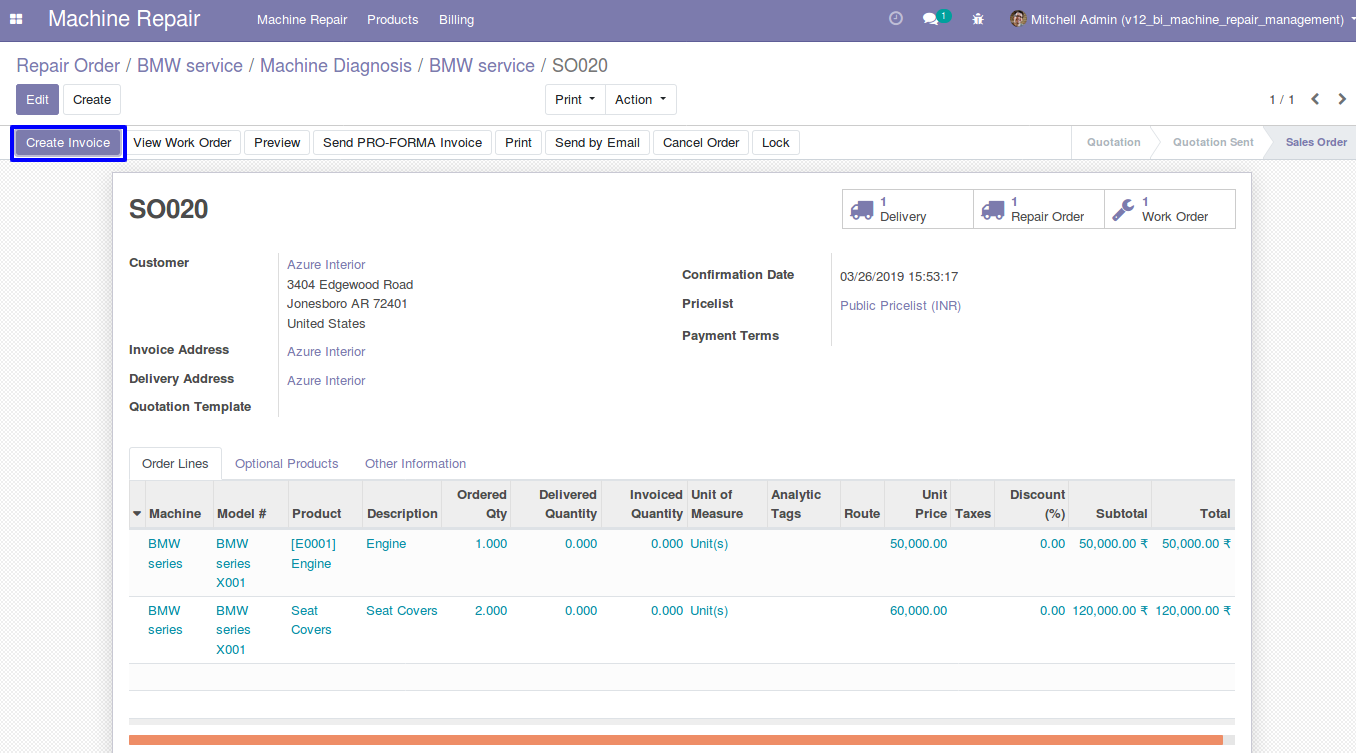 Machine Repair Machine Repair Products Billing 1 Mitchell Admin (v12_bi_machine_repair_management)
Repair Order / BMW service / Machine Diagnosis / BMW service / SO020
Edit Create Print Action 1 / 1
Create Invoice View Work Order Preview Send PRO-FORMA Invoice Print Send by Email Cancel Order Lock Quotation Quotation Sent Sales Order
SO020
1 Delivery
1 Repair Order
1 Work Order
Customer
Azure Interior
3404 Edgewood Road
Jonesboro AR 72401
United States
Invoice Address Azure Interior
Delivery Address Azure Interior
Quotation Template
Confirmation Date 03/26/2019 15:53:17
Pricelist Public Pricelist (INR)
Payment Terms
Order Lines Optional Products Other Information
Machine Model # Product Description Ordered Qty Delivered Quantity Invoiced Quantity Unit of Measure Analytic Tags Route Unit Price Taxes Discount (%) Subtotal Total
BMW series BMW series X001 [E0001] Engine Engine 1.000 0.000 0.000 Unit(s) 50,000.00 0.00 50,000.00 ₹ 50,000.00 ₹
BMW series BMW series X001 Seat Covers Seat Covers 2.000 0.000 0.000 Unit(s) 60,000.00 0.00 120,000.00 ₹ 120,000.00 ₹